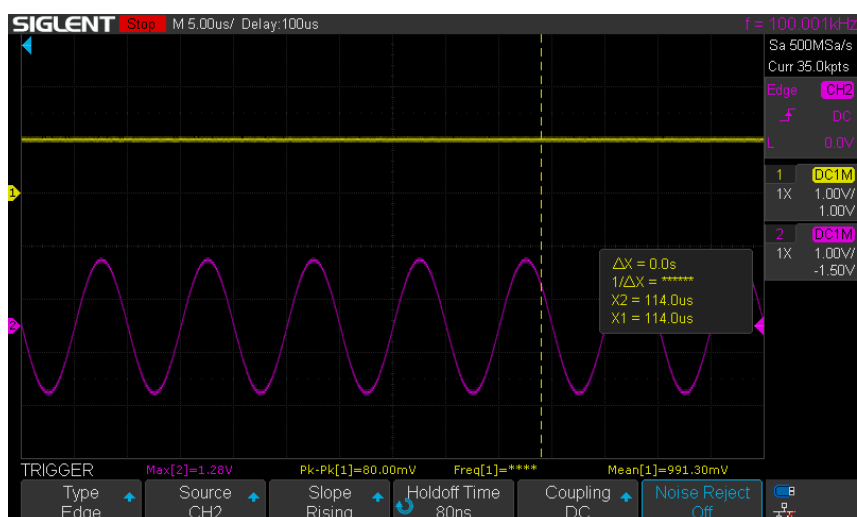 SIGLENT Stop M 5.00us/ Delay:100us f = 100.001kHz
Sa 500MSa/s
Curr 35.0kpts
Edge CH2
DC
L 0.0V
1 DC1M
1X 1.00V/
1.00V
2 DC1M
1X 1.00V/
-1.50V
1
2
△X = 0.0s
1/△X = ******
X2 = 114.0us
X1 = 114.0us
TRIGGER Max[2]=1.28V Pk-Pk[1]=80.00mV Freq[1]=**** Mean[1]=991.30mV
Type Source Slope Holdoff Time Coupling Noise Reject
Edge CH2 Rising 80ns DC Off